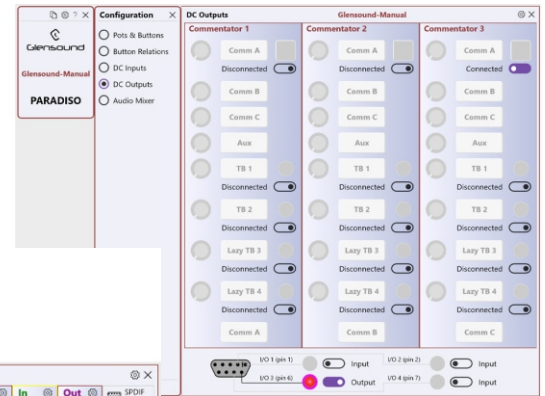 Glensound
Glensound-Manual
PARADISO
Configuration
Pots & Buttons
Button Relations
DC Inputs
DC Outputs
Audio Mixer
DC Outputs
Glensound-Manual
Commentator 1
Comm A
Disconnected
Comm B
Comm C
Aux
TB 1
Disconnected
TB 2
Disconnected
Lazy TB 3
Disconnected
Lazy TB 4
Disconnected
Comm A
Commentator 2
Comm A
Disconnected
Comm B
Comm C
Aux
TB 1
Disconnected
TB 2
Disconnected
Lazy TB 3
Disconnected
Lazy TB 4
Disconnected
Comm B
Commentator 3
Comm A
Connected
Comm B
Comm C
Aux
TB 1
Disconnected
TB 2
Disconnected
Lazy TB 3
Disconnected
Lazy TB 4
Disconnected
Comm C
I/O 1 (pin 1)
Input
I/O 2 (pin 2)
Input
I/O 3 (pin 6)
Output
I/O 4 (pin 7)
Input
In
Out
SPDIF